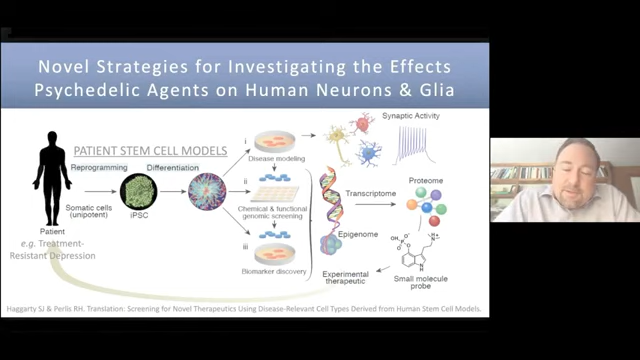 Novel Strategies for Investigating the Effects
Psychedelic Agents on Human Neurons & Glia
PATIENT STEM CELL MODELS
Reprogramming
Differentiation
Somatic cells
(unipotent)
iPSC
Patient
e.g. Treatment-
Resistant Depression
i
Disease modeling
ii
Chemical & functional
genomic screening
iii
Biomarker discovery
Synaptic Activity
Transcriptome
Proteome
Epigenome
Experimental
therapeutic
Small molecule
probe
Haggarty SJ & Perlis RH. Translation: Screening for Novel Therapeutics Using Disease-Relevant Cell Types Derived from Human Stem Cell Models.